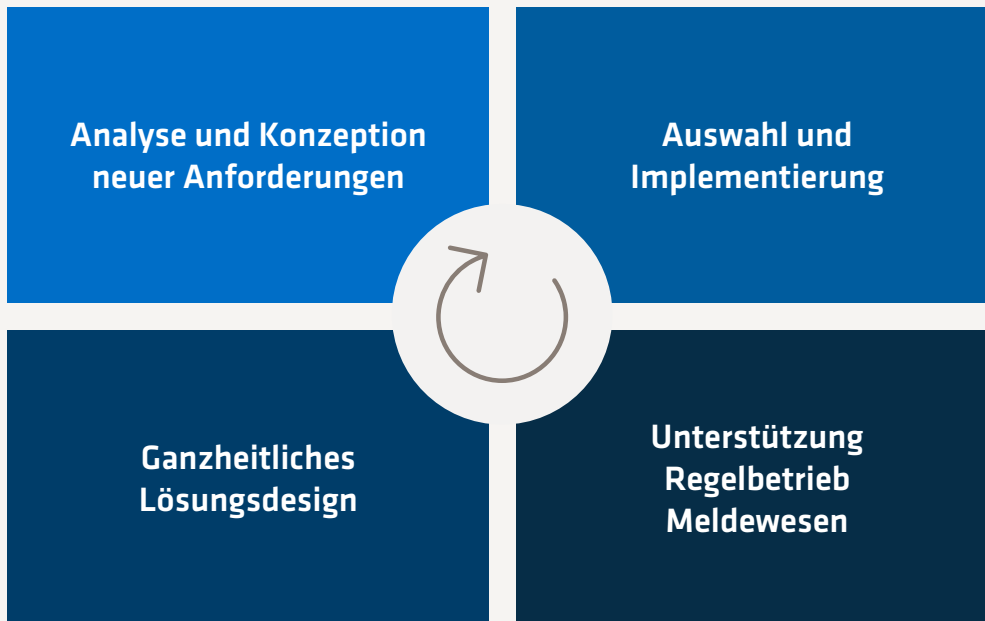 Analyse und Konzeption
neuer Anforderungen
Auswahl und
Implementierung
Ganzheitliches
Lösungsdesign
Unterstützung
Regelbetrieb
Meldewesen